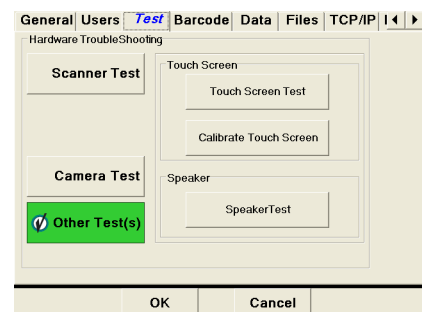 General Users Test Barcode Data Files TCP/IP
Hardware TroubleShooting
Scanner Test
Touch Screen
Touch Screen Test
Calibrate Touch Screen
Camera Test
Speaker
Other Test(s)
SpeakerTest
OK Cancel